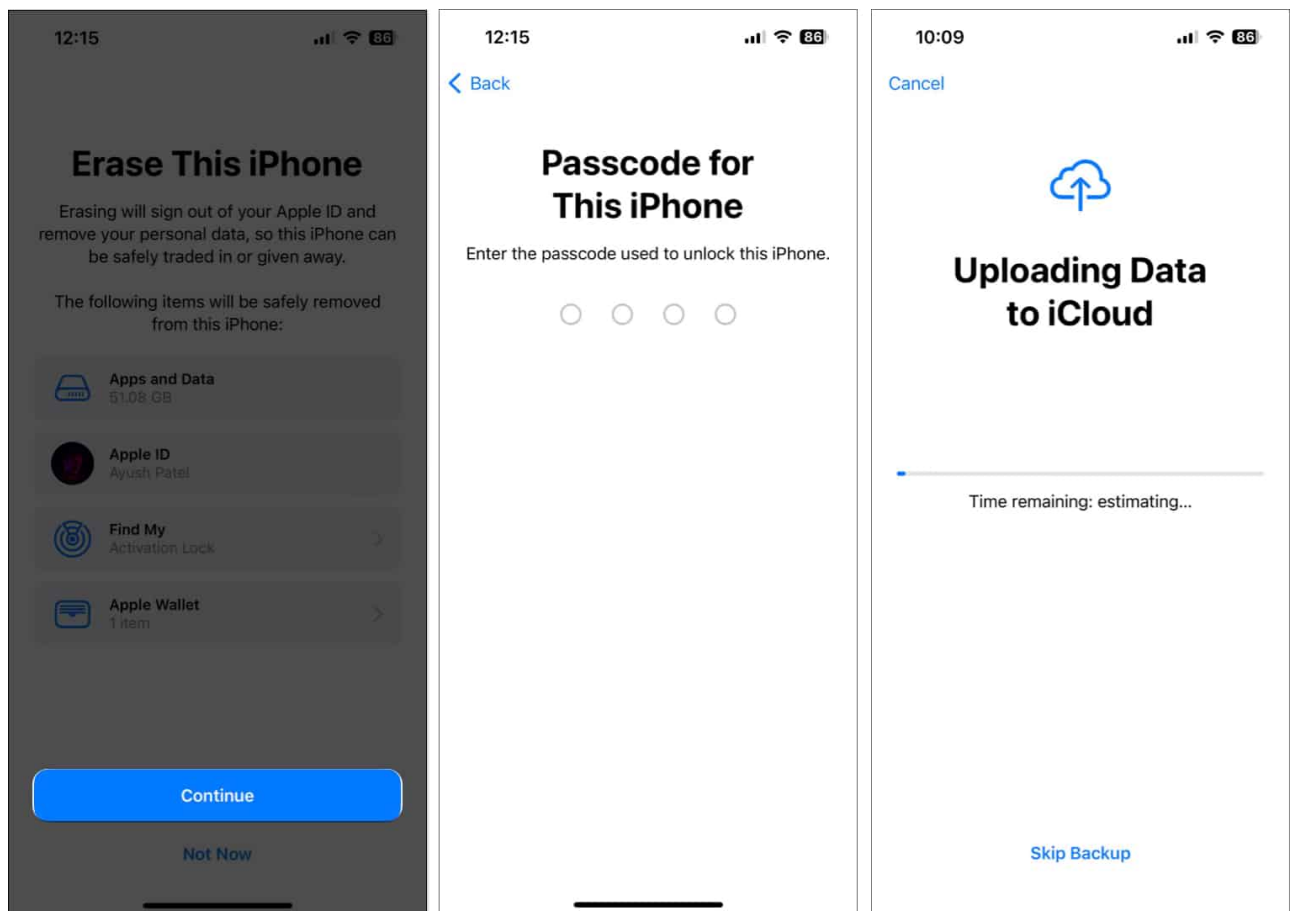 12:15
86
Erase This iPhone
Erasing will sign out of your Apple ID and
remove your personal data, so this iPhone can
be safely traded in or given away.
The following items will be safely removed
from this iPhone:
Apps and Data
51.08 GB
Apple ID
Ayush Patel
Find My
Activation Lock
Apple Wallet
1 item
Continue
Not Now
12:15
86
Back
Passcode for
This iPhone
Enter the passcode used to unlock this iPhone.
10:09
86
Cancel
Uploading Data
to iCloud
Time remaining: estimating...
Skip Backup